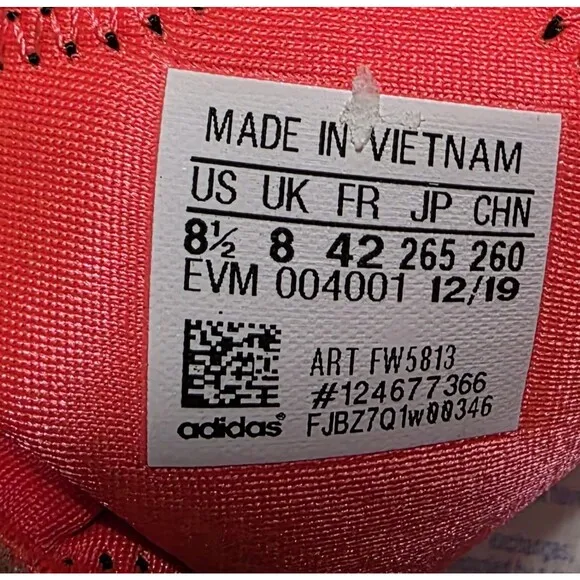 MADE IN VIETNAM
US UK FR JP CHN
8½ 8 42 265 260
EVM 004001 12/19
ART FW5813
#124677366
adidas® FJBZ7Q1w00346
exchanges,